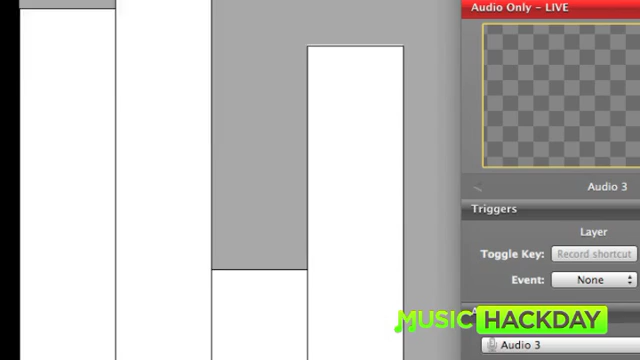 Audio Only - LIVE
Audio 3
Triggers
Layer
Toggle Key: Record shortcut
Event: None
MUSIC HACKDAY
Audio 3